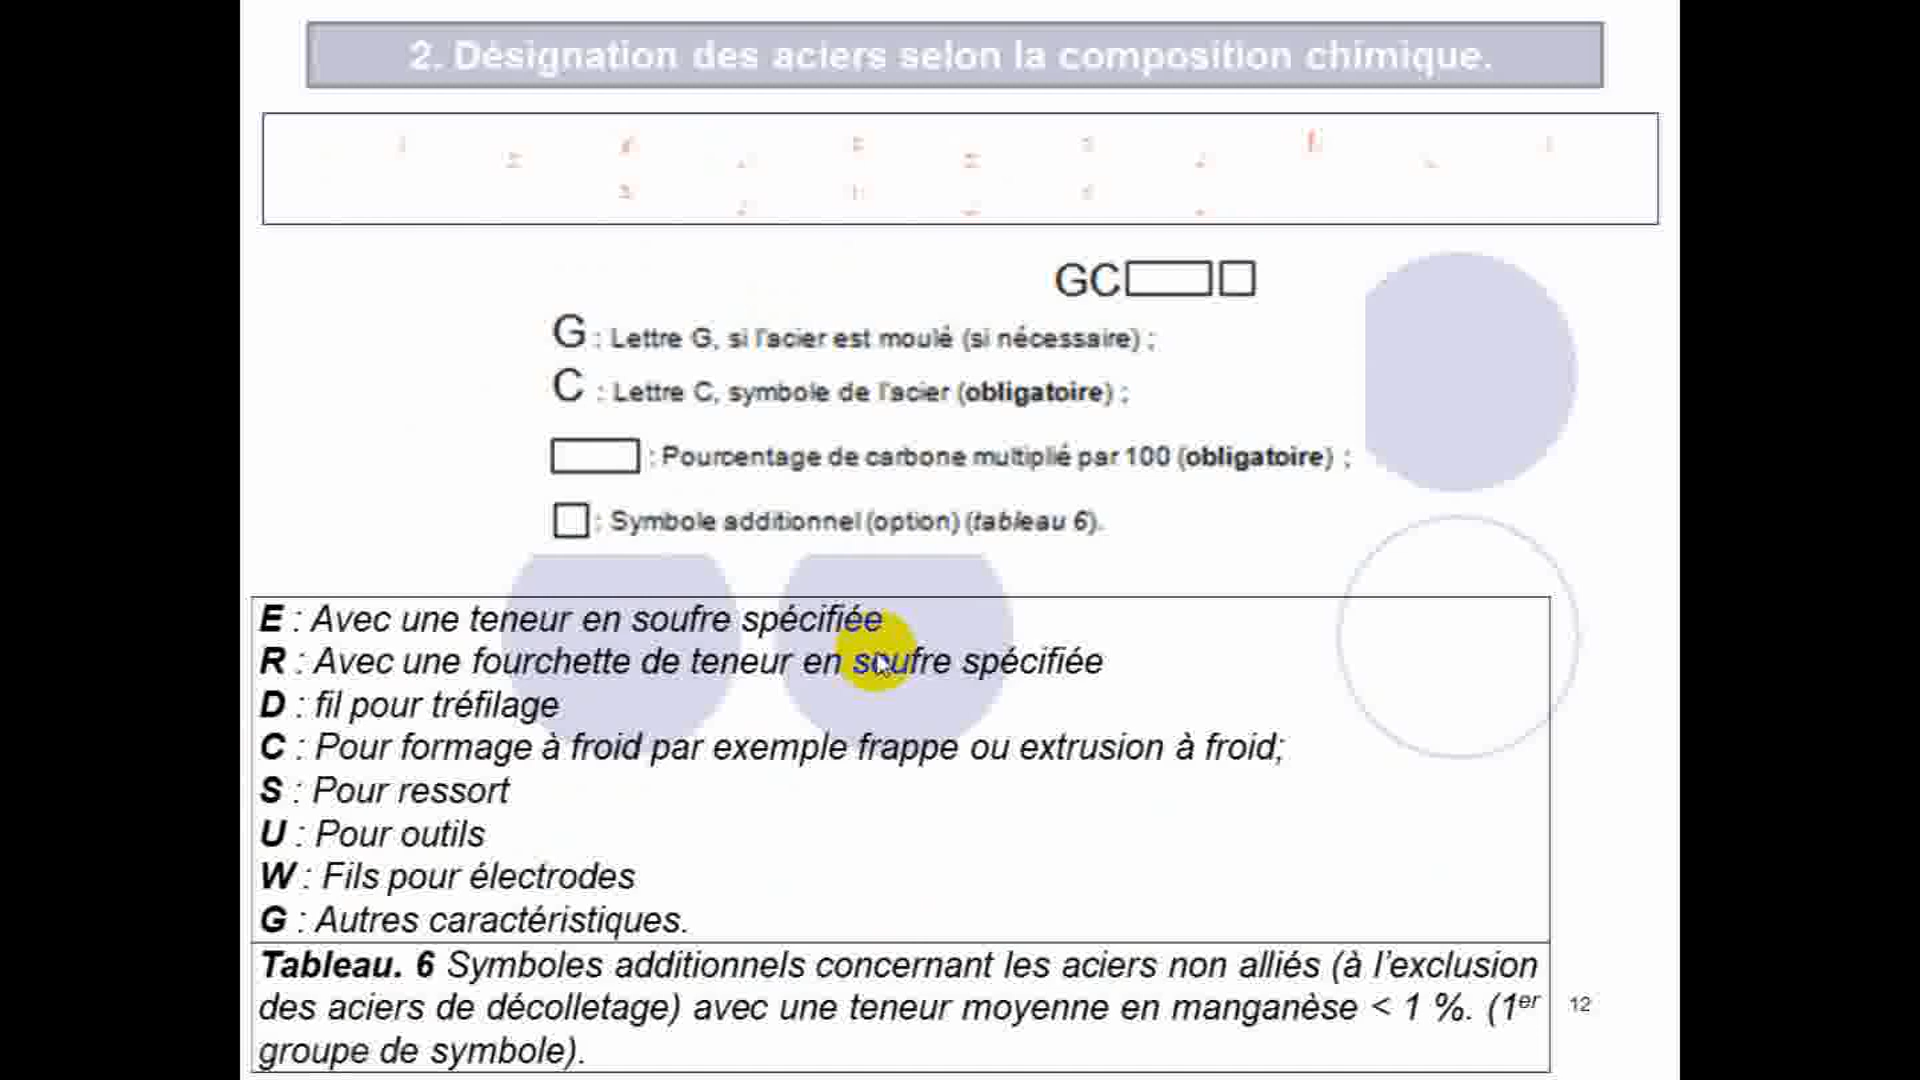 2. Désignation des aciers selon la composition chimique.
GC
G : Lettre G, si l'acier est moulé (si nécessaire) ;
C : Lettre C, symbole de l'acier (obligatoire) ;
: Pourcentage de carbone multiplié par 100 (obligatoire) ;
: Symbole additionnel (option) (tableau 6).
E : Avec une teneur en soufre spécifiée
R : Avec une fourchette de teneur en soufre spécifiée
D : fil pour tréfilage
C : Pour formage à froid par exemple frappe ou extrusion à froid;
S : Pour ressort
U : Pour outils
W : Fils pour électrodes
G : Autres caractéristiques.
Tableau. 6 Symboles additionnels concernant les aciers non alliés (à l'exclusion
des aciers de décolletage) avec une teneur moyenne en manganèse < 1 %. (1er
groupe de symbole).
12